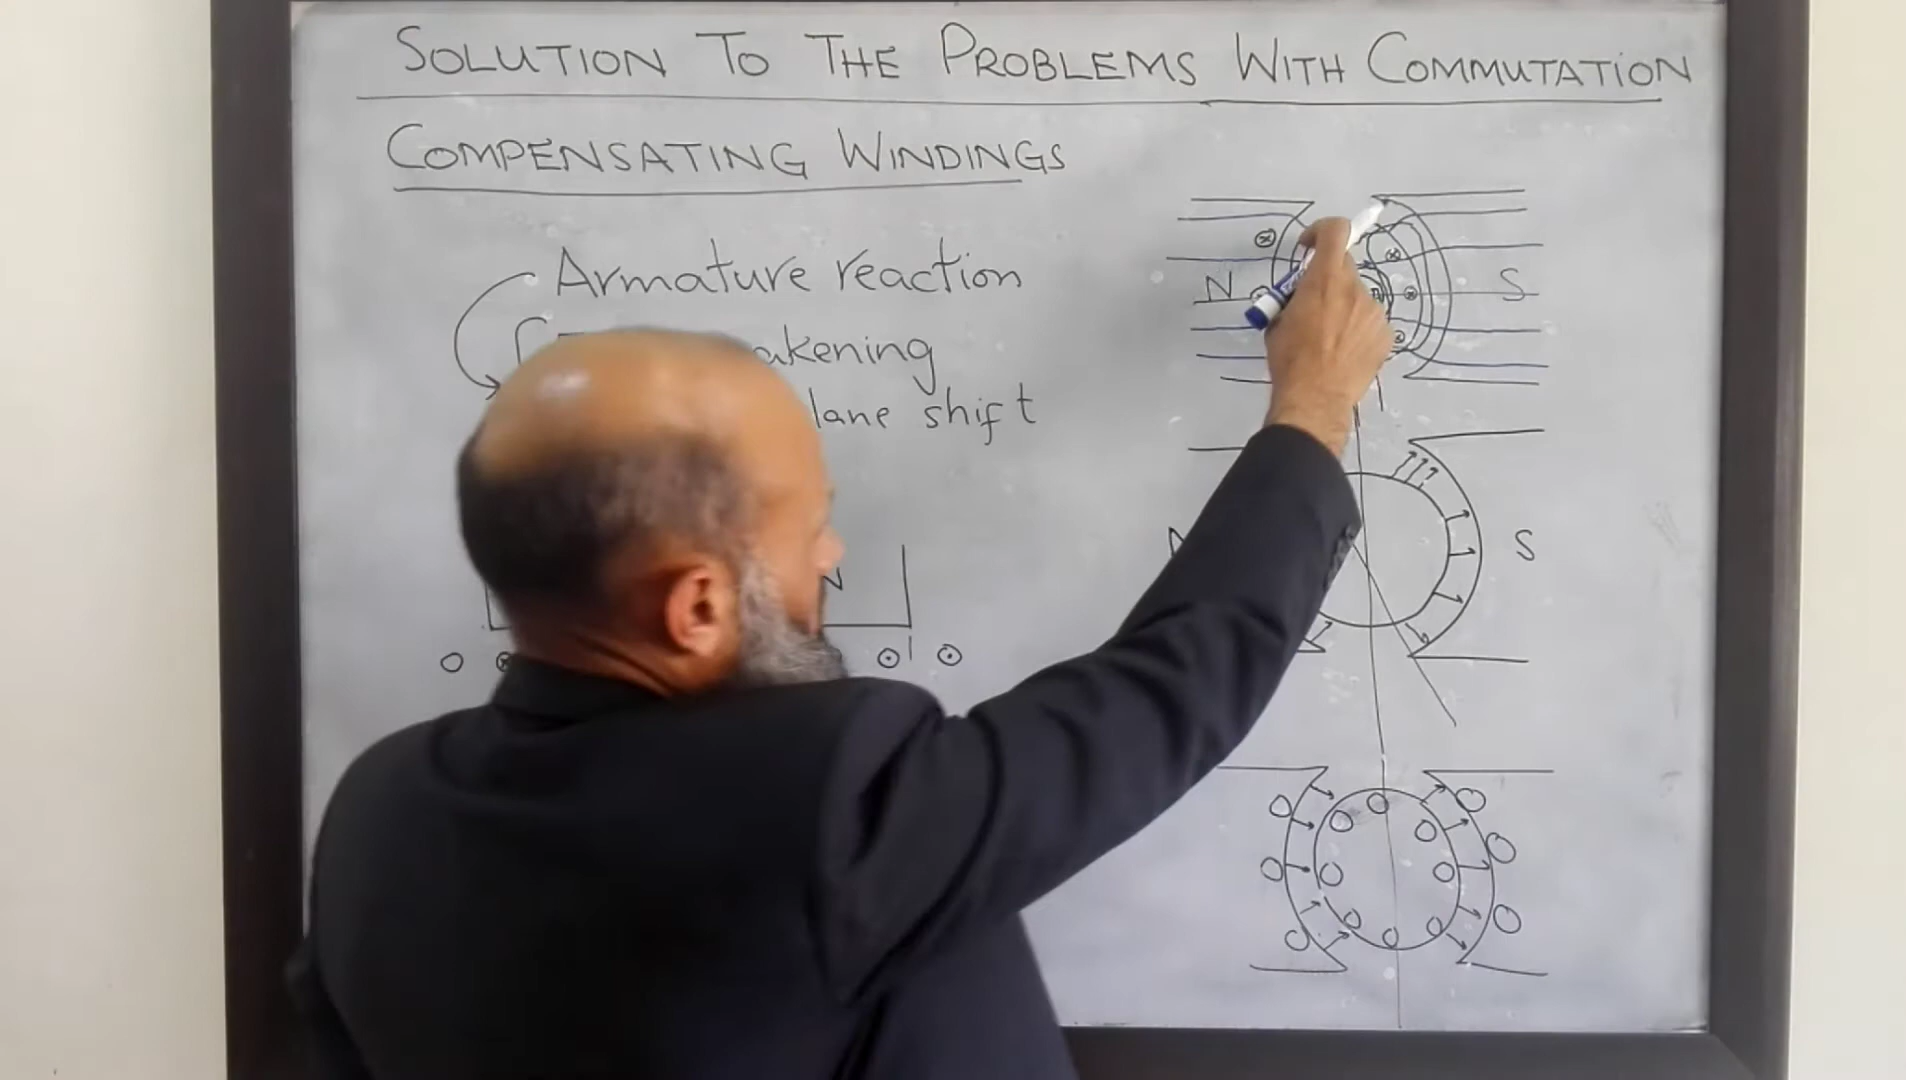 SOLUTION TO THE PROBLEMS WITH COMMUTATION
COMPENSATING WINDINGS
Armature reaction
akening
lane shift
N S
S
N